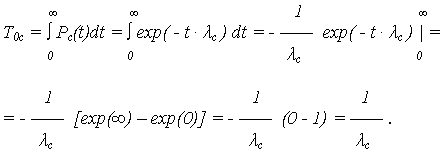 T₀c = ∫₀^∞ Pc(t)dt = ∫₀^∞ exp( - t · λc ) dt = - 1/λc exp( - t · λc ) |₀^∞ =
= - 1/λc [exp(∞) – exp(0)] = - 1/λc (0 - 1) = 1/λc .